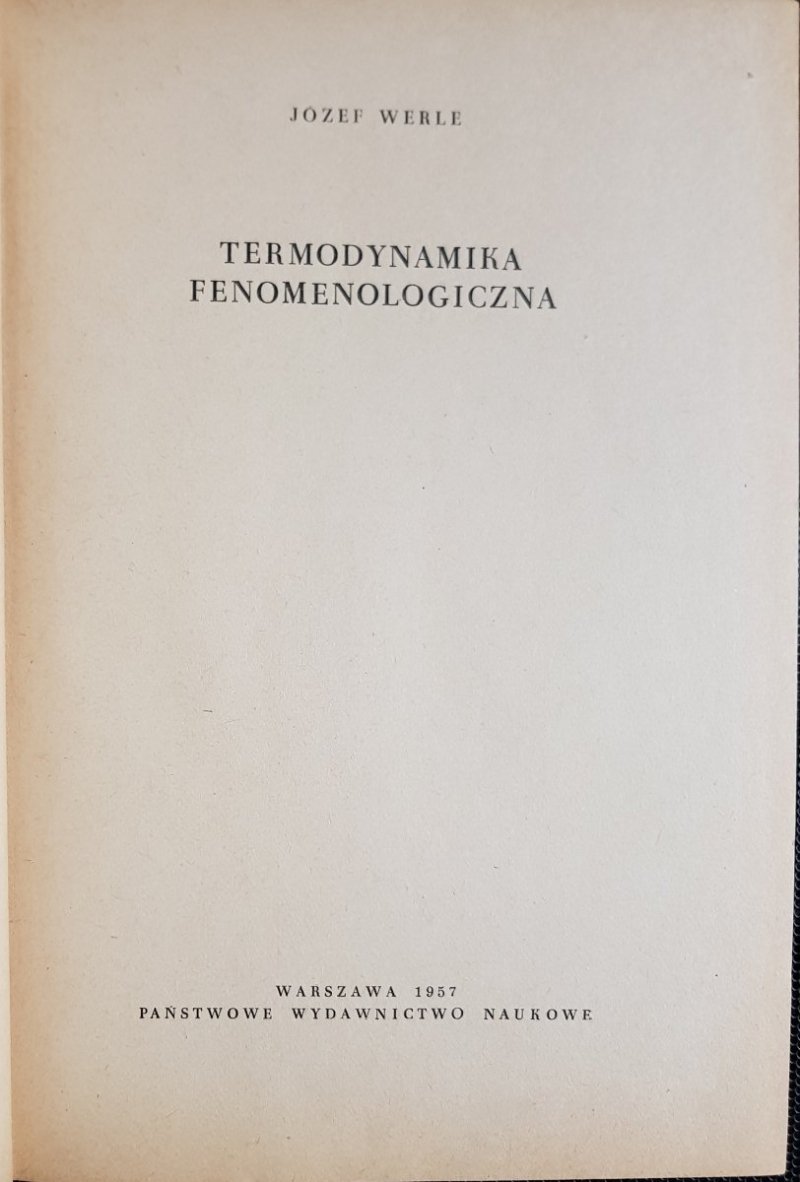 JÓZEF WERLE
TERMODYNAMIKA
FENOMENOLOGICZNA
WARSZAWA 1957
PAŃSTWOWE WYDAWNICTWO NAUKOWE